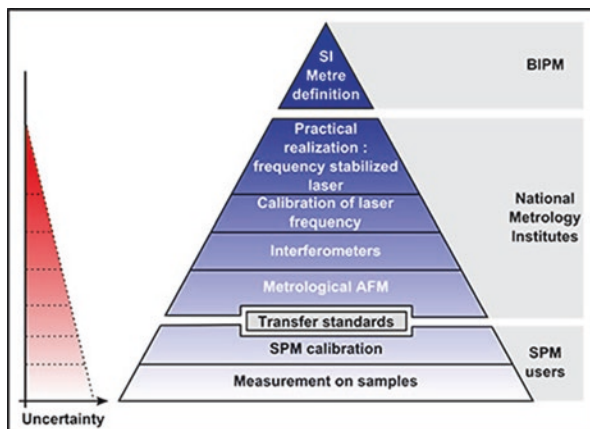 SI
Metre
definition
BIPM
Practical
realization :
frequency stabilized
laser
Calibration of laser
frequency
Interferometers
Metrological AFM
National
Metrology
Institutes
Transfer standards
SPM calibration
Measurement on samples
SPM
users
Uncertainty